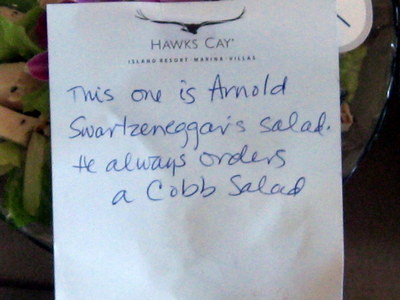 HAWKS CAY
ISLAND RESORT · MARINA · VILLAS
This one is Arnold
Swartzeneggar's salad.
He always orders
a Cobb Salad